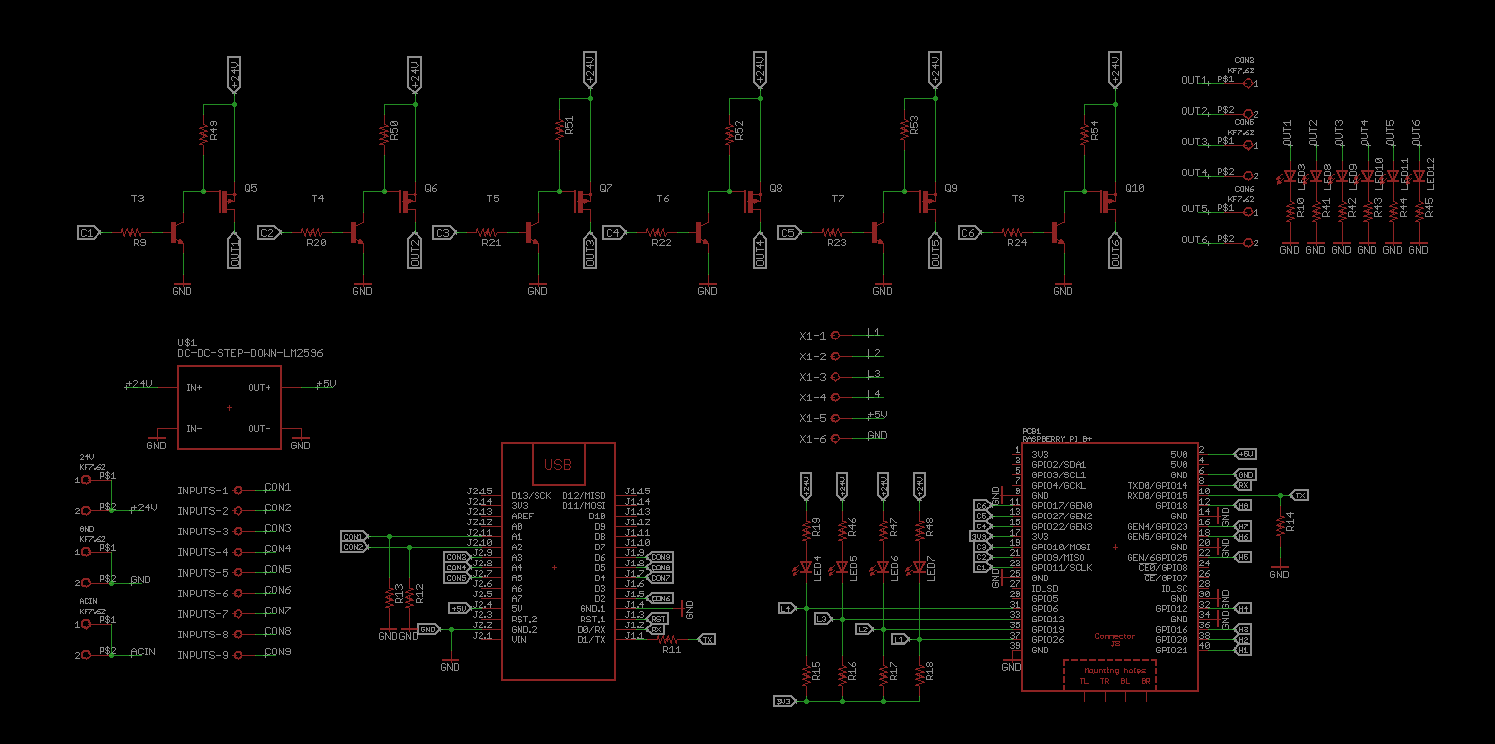 +24V
+24V
+24V
+24V
+24V
+24V
R49
R50
R51
R52
R53
R54
T3
Q5
T4
Q6
T5
Q7
T6
Q8
T7
Q9
T8
Q10
C1
R9
OUT1
C2
R20
OUT2
C3
R21
OUT3
C4
R22
OUT4
C5
R23
OUT5
C6
R24
OUT6
GND
GND
GND
GND
GND
GND
KF7.62
OUT1
P$1
1
OUT2
P$2
2
CON5
KF7.62
OUT3
P$1
1
OUT4
P$2
2
CON6
KF7.62
OUT5
P$1
1
OUT6
P$2
2
OUT1
OUT2
OUT3
OUT4
OUT5
OUT6
LED3
LED8
LED9
LED10
LED11
LED12
R10
R41
R42
R43
R44
R45
GND
GND
GND
GND
GND
GND
U$1
DC-DC-STEP-DOWN-LM2596
+24V
IN+
OUT+
+5V
IN-
OUT-
GND
GND
X1-1
L1
X1-2
L2
X1-3
L3
X1-4
L4
X1-5
+5V
X1-6
GND
24V
KF7.62
1
P$1
2
P$2
+24V
GND
KF7.62
1
P$1
2
P$2
GND
ACIN
KF7.62
1
P$1
2
P$2
ACIN
INPUTS-1
CON1
INPUTS-2
CON2
INPUTS-3
CON3
INPUTS-4
CON4
INPUTS-5
CON5
INPUTS-6
CON6
INPUTS-7
CON7
INPUTS-8
CON8
INPUTS-9
CON9
USB
J2.15
D13/SCK
D12/MISO
J1.15
J2.14
3V3
D11/MOSI
J1.14
J2.13
AREF
D10
J1.13
J2.12
A0
D9
J1.12
CON1
J2.11
A1
D8
J1.11
CON2
J2.10
A2
D7
J1.10
CON3
J2.9
A3
D6
J1.9
CON9
CON4
J2.8
A4
D5
J1.8
CON8
CON5
J2.7
A5
D4
J1.7
CON7
J2.6
A6
D3
J1.6
J2.5
A7
D2
J1.5
CON6
+5V
J2.4
5V
GND.1
J1.4
GND
J2.3
RST.2
RST.1
J1.3
RST
GND
J2.2
GND.2
D0/RX
J1.2
RX
J2.1
VIN
D1/TX
J1.1
R11
TX
R13
R12
GND
GND
GND
+24V
+24V
+24V
+24V
R19
R46
R47
R48
LED4
LED5
LED6
LED7
L4
L3
L2
L1
R15
R16
R17
R18
3V3
PCB1
RASPBERRY_PI_B+
1
3V3
5V0
2
+5V
3
GPIO2/SDA1
5V0
4
5
GPIO3/SCL1
GND
6
GND
7
GPIO4/GCKL
TXD0/GPIO14
8
RX
GND
9
GND
RXD0/GPIO15
10
TX
C6
11
GPIO17/GEN0
GPIO18
12
C5
13
GPIO27/GEN2
GND
14
GND
C4
15
GPIO22/GEN3
GEN4/GPIO23
16
H7
3V3
17
3V3
GEN5/GPIO24
18
H6
C3
19
GPIO10/MOSI
GND
20
GND
C2
21
GPIO9/MISO
GEN/6GPIO25
22
H5
C1
23
GPIO11/SCLK
CE0/GPIO8
24
GND
25
GND
CE/GPIO7
26
27
ID_SD
ID_SC
28
29
GPIO5
GND
30
GND
31
GPIO6
GPIO12
32
H4
33
GPIO13
GND
34
GND
35
GPIO19
GPIO16
36
H3
37
GPIO26
GPIO20
38
H2
39
GND
GPIO21
40
H1
GND
R14
GND
Connector
J8
Mounting holes
TL
TR
BL
BR